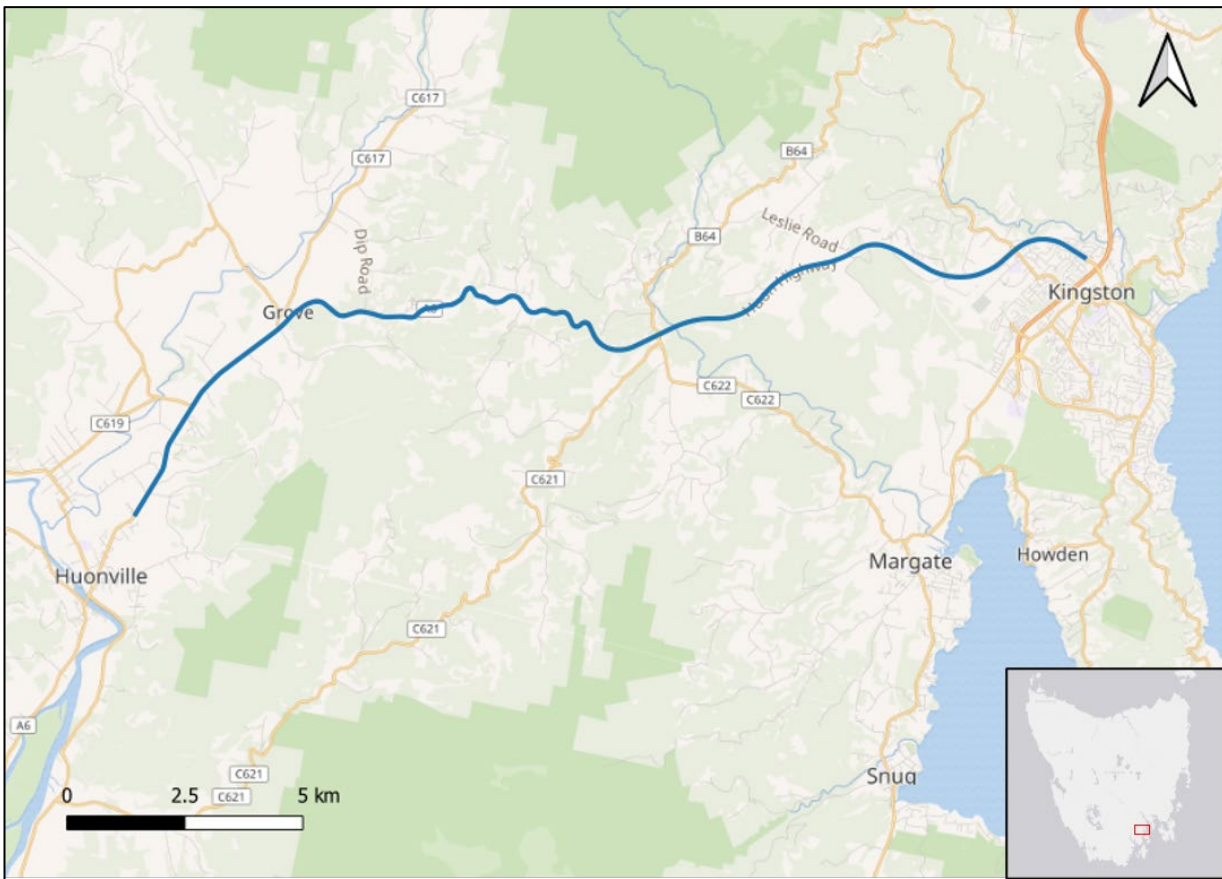 C617
C617
B64
B64
Leslie Road
Dip Road
Huon Highway
Kingston
Grove
A6
C622
C622
C619
C621
Margate
Howden
Huonville
C621
A6
C621
C621
Snug
0 2.5 5 km